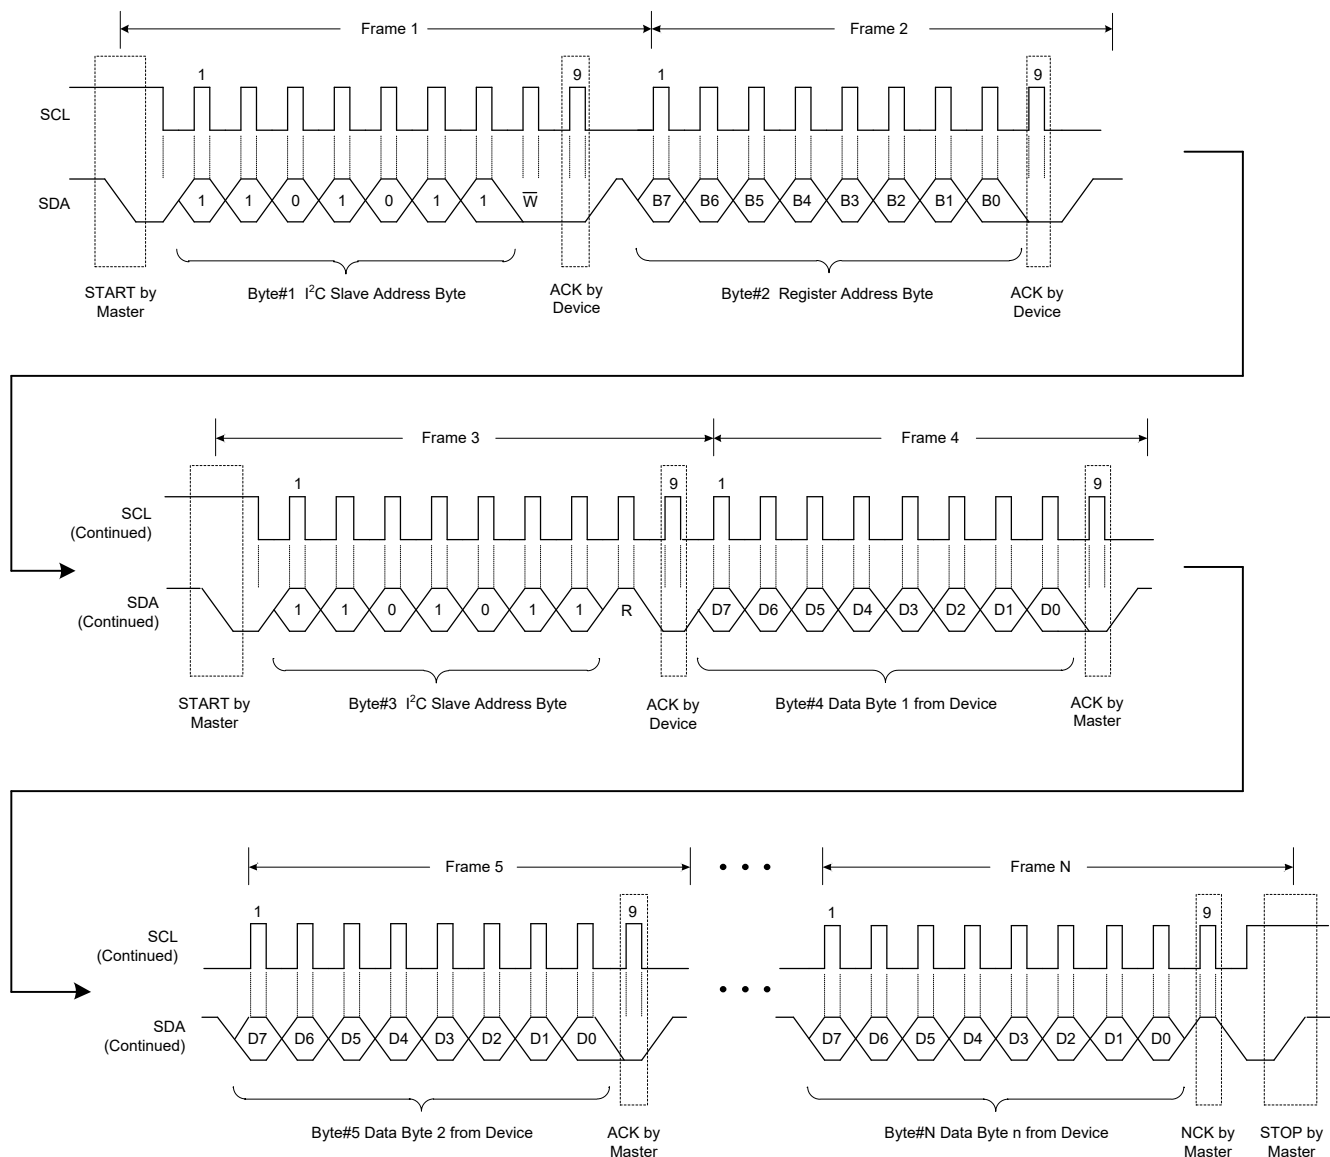 Frame 1
Frame 2
1
9
1
9
SCL
SDA
1 1 0 1 0 1 1 W̅
B7 B6 B5 B4 B3 B2 B1 B0
START by
Master
Byte#1 I²C Slave Address Byte
ACK by
Device
Byte#2 Register Address Byte
ACK by
Device
Frame 3
Frame 4
1
9
1
9
SCL
(Continued)
SDA
(Continued)
1 1 0 1 0 1 1 R
D7 D6 D5 D4 D3 D2 D1 D0
START by
Master
Byte#3 I²C Slave Address Byte
ACK by
Device
Byte#4 Data Byte 1 from Device
ACK by
Master
Frame 5
Frame N
1
9
1
9
SCL
(Continued)
SDA
(Continued)
D7 D6 D5 D4 D3 D2 D1 D0
D7 D6 D5 D4 D3 D2 D1 D0
Byte#5 Data Byte 2 from Device
ACK by
Master
Byte#N Data Byte n from Device
NCK by
Master
STOP by
Master